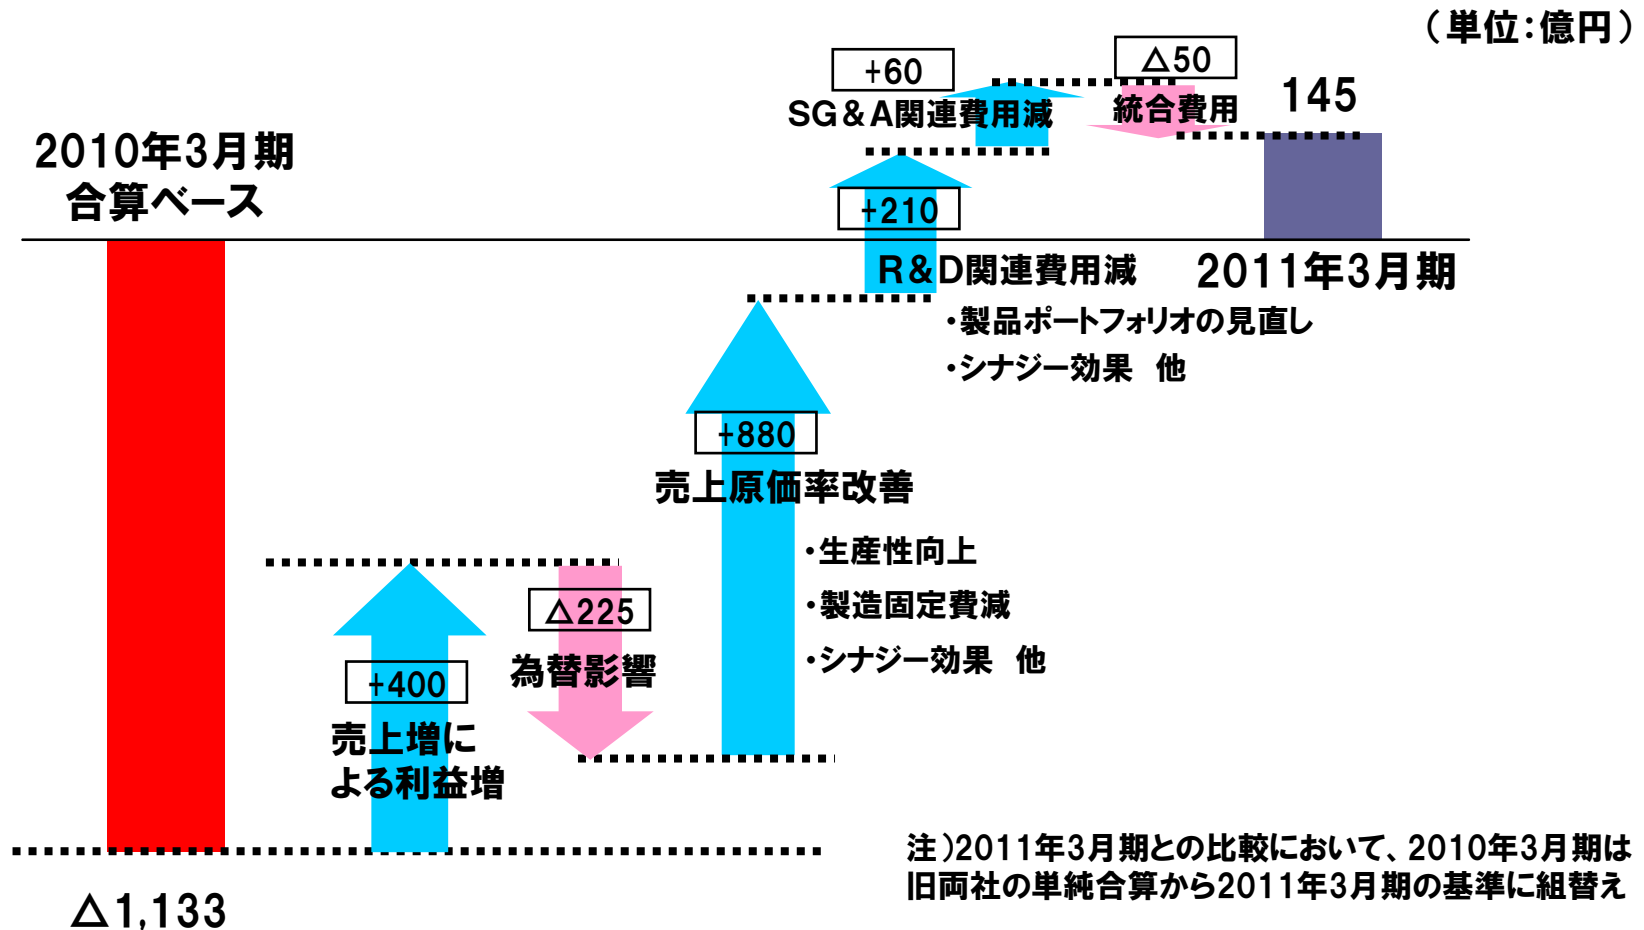 (単位:億円)
2010年3月期
合算ベース
△1,133
+400
売上増に
よる利益増
△225
為替影響
+880
売上原価率改善
・生産性向上
・製造固定費減
・シナジー効果 他
+210
R&D関連費用減
・製品ポートフォリオの見直し
・シナジー効果 他
+60
SG&A関連費用減
△50
統合費用
145
2011年3月期
注)2011年3月期との比較において、2010年3月期は
旧両社の単純合算から2011年3月期の基準に組替え